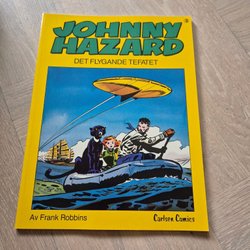 JOHNNY
HAZARD
DET FLYGANDE TEFATET
Av Frank Robbins
Carlsen Comics